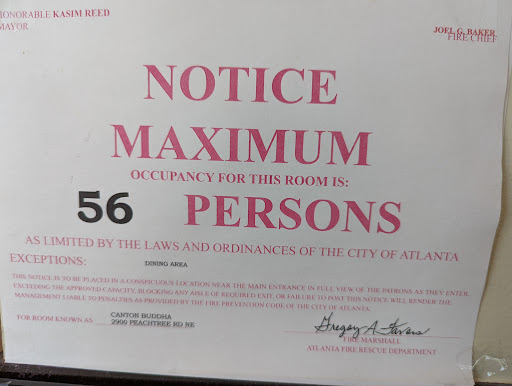 HONORABLE KASIM REED
MAYOR
JOEL G. BAKER
FIRE CHIEF
NOTICE
MAXIMUM
OCCUPANCY FOR THIS ROOM IS:
56 PERSONS
AS LIMITED BY THE LAWS AND ORDINANCES OF THE CITY OF ATLANTA
EXCEPTIONS: DINING AREA
THIS NOTICE IS TO BE PLACED IN A CONSPICUOUS LOCATION NEAR THE MAIN ENTRANCE IN FULL VIEW OF THE PATRONS AS THEY ENTER.
EXCEEDING THE APPROVED CAPACITY, BLOCKING ANY AISLE OF REQUIRED EXIT, OR FAILURE TO POST THIS NOTICE WILL RENDER THE
MANAGEMENT LIABLE TO PENALTIES AS PROVIDED BY THE FIRE PREVENTION CODE OF THE CITY OF ATLANTA.
FOR ROOM KNOWN AS CANTON BUDDHA
2900 PEACHTREE RD NE
Gregory A.
FIRE MARSHALL
ATLANTA FIRE RESCUE DEPARTMENT